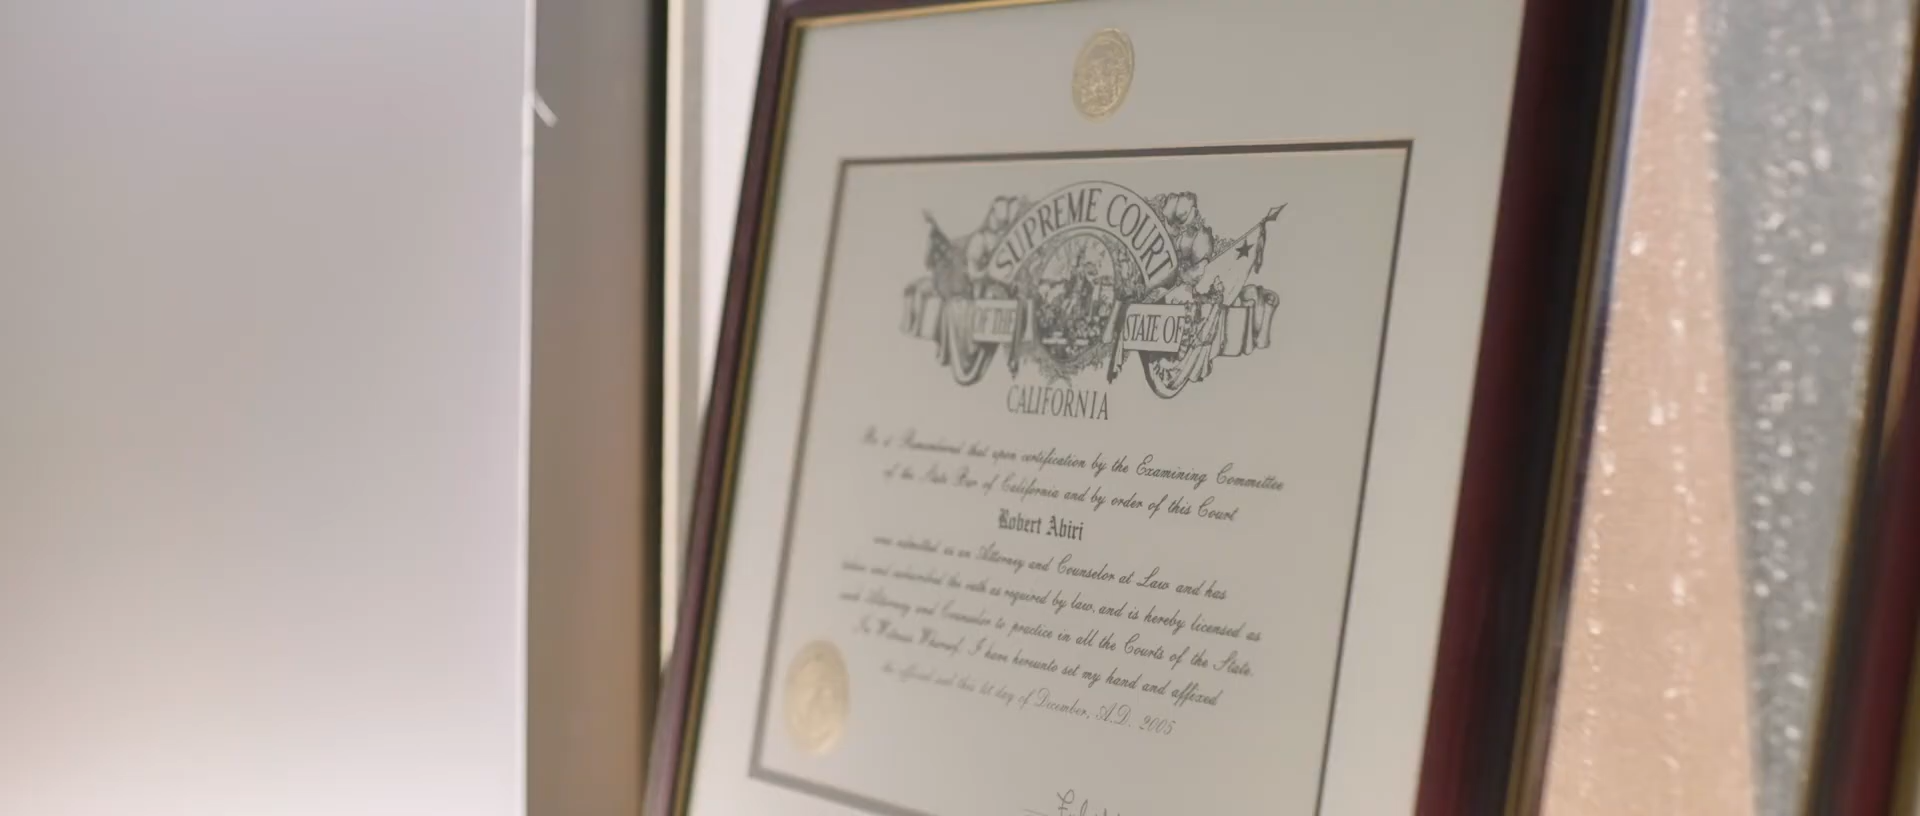 SUPREME COURT
OF THE STATE OF
CALIFORNIA
Be it Remembered that upon certification by the Examining Committee
of the State Bar of California and by order of this Court
Robert Abiri
was admitted as an Attorney and Counselor at Law and has
taken and subscribed the oath as required by law, and is hereby licensed as
such Attorney and Counselor to practice in all the Courts of the State.
In Witness Whereof, I have hereunto set my hand and affixed
the official seal this 1st day of December, A.D. 2005